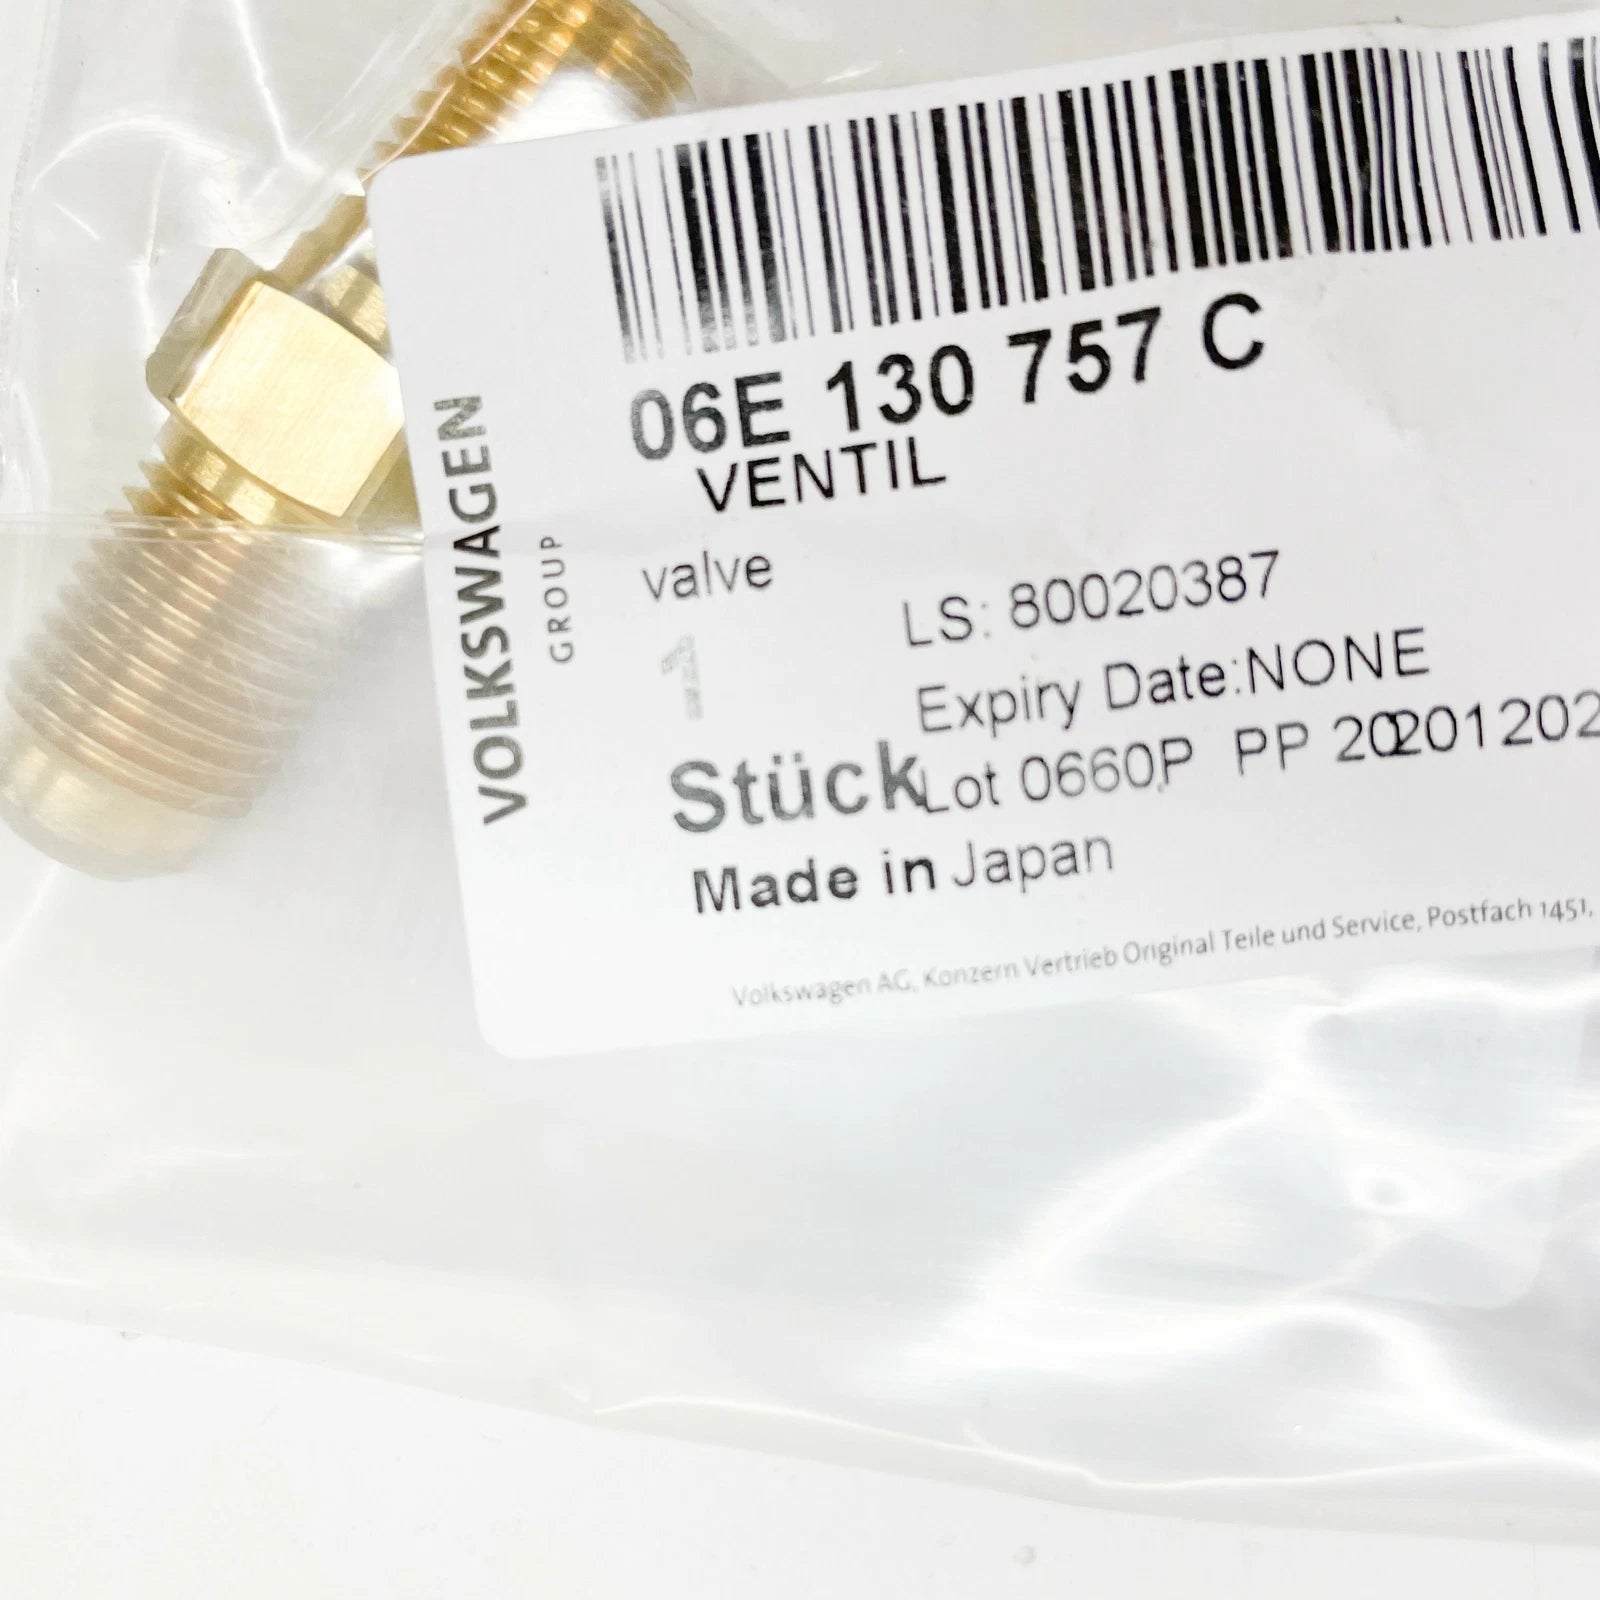 VOLKSWAGEN
GROUP
06E 130 757 C
VENTIL
valve
1
LS: 80020387
Expiry Date:NONE
Stück
Lot 0660P PP 20201202
Made in Japan
Volkswagen AG, Konzern Vertrieb Original Teile und Service, Postfach 1451,